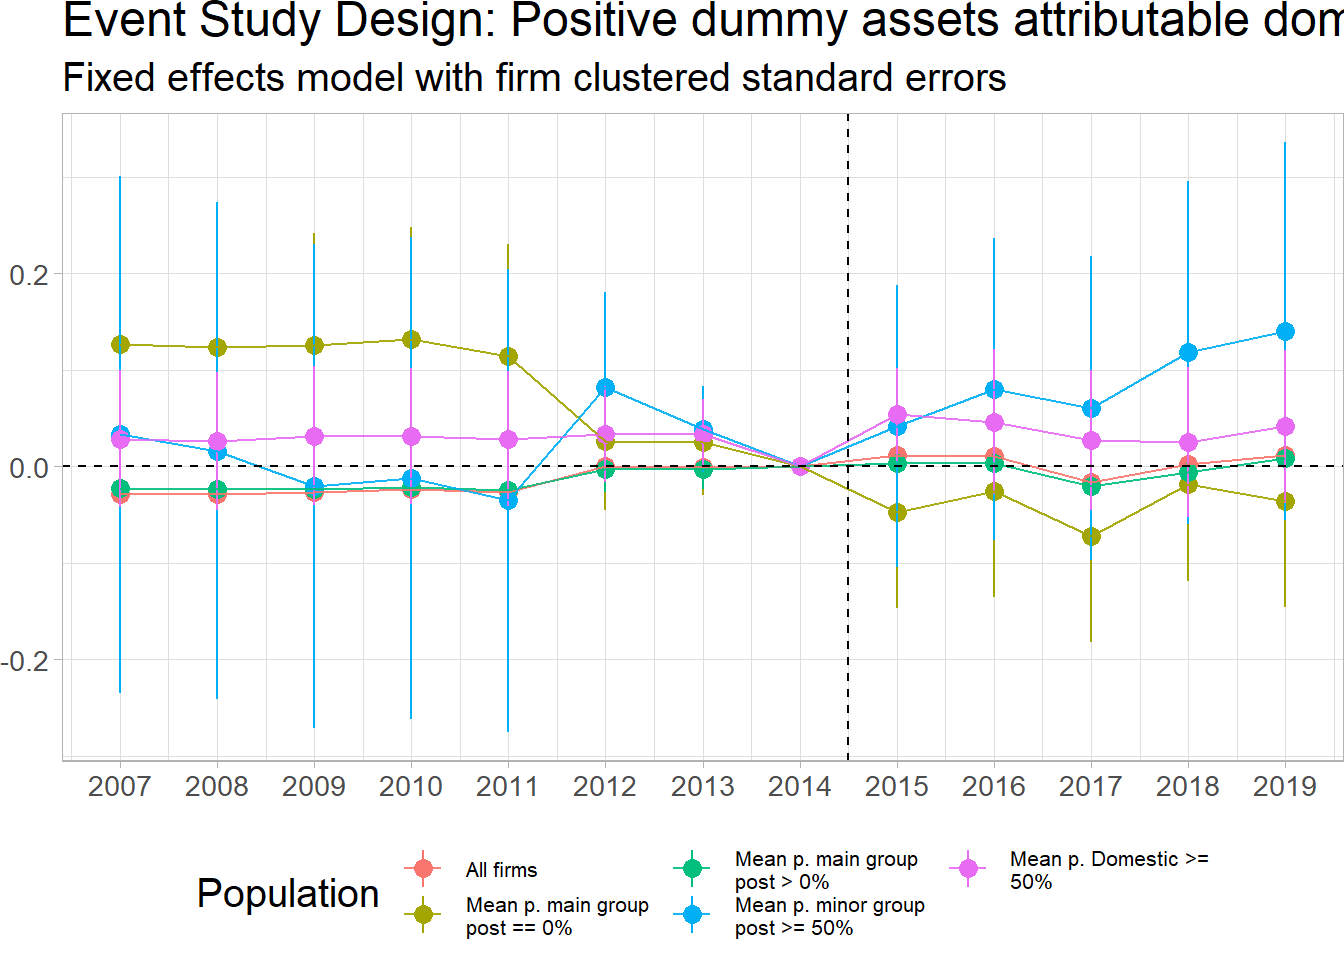 Event Study Design: Positive dummy assets attributable dom
Fixed effects model with firm clustered standard errors
0.2
0.0
-0.2
2007 2008 2009 2010 2011 2012 2013 2014 2015 2016 2017 2018 2019
Population
All firms
Mean p. main group
post == 0%
Mean p. main group
post > 0%
Mean p. minor group
post >= 50%
Mean p. Domestic >=
50%